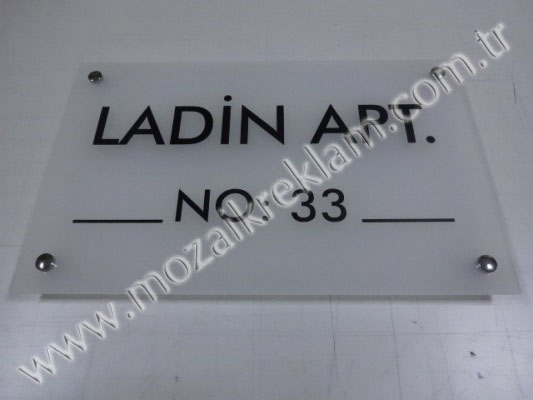 LADİN APT.
NO: 33
www.mozaikreklam.com.tr